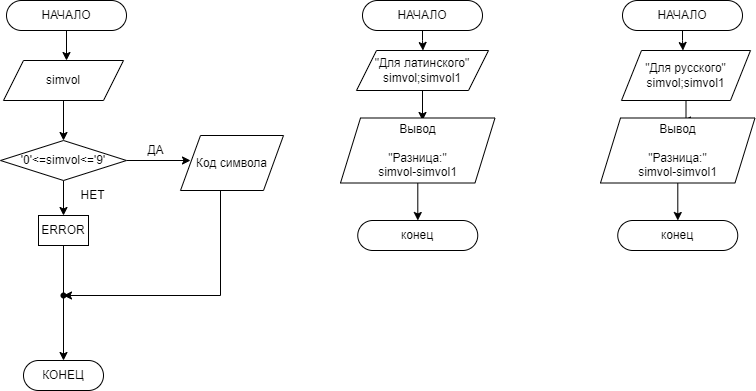 НАЧАЛО
simvol
'0'<=simvol<='9'
ДА
Код символа
НЕТ
ERROR
КОНЕЦ
НАЧАЛО
"Для латинского"
simvol;simvol1
Вывод
"Разница:"
simvol-simvol1
конец
НАЧАЛО
"Для русского"
simvol;simvol1
Вывод
"Разница:"
simvol-simvol1
конец